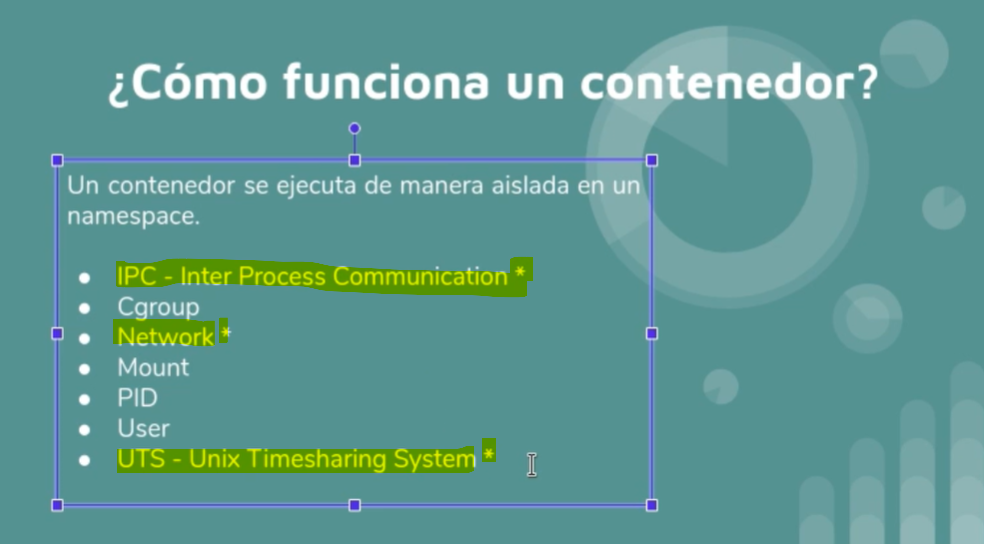 ¿Cómo funciona un contenedor?
Un contenedor se ejecuta de manera aislada en un
namespace.
● IPC - Inter Process Communication *
● Cgroup
● Network *
● Mount
● PID
● User
● UTS - Unix Timesharing System *